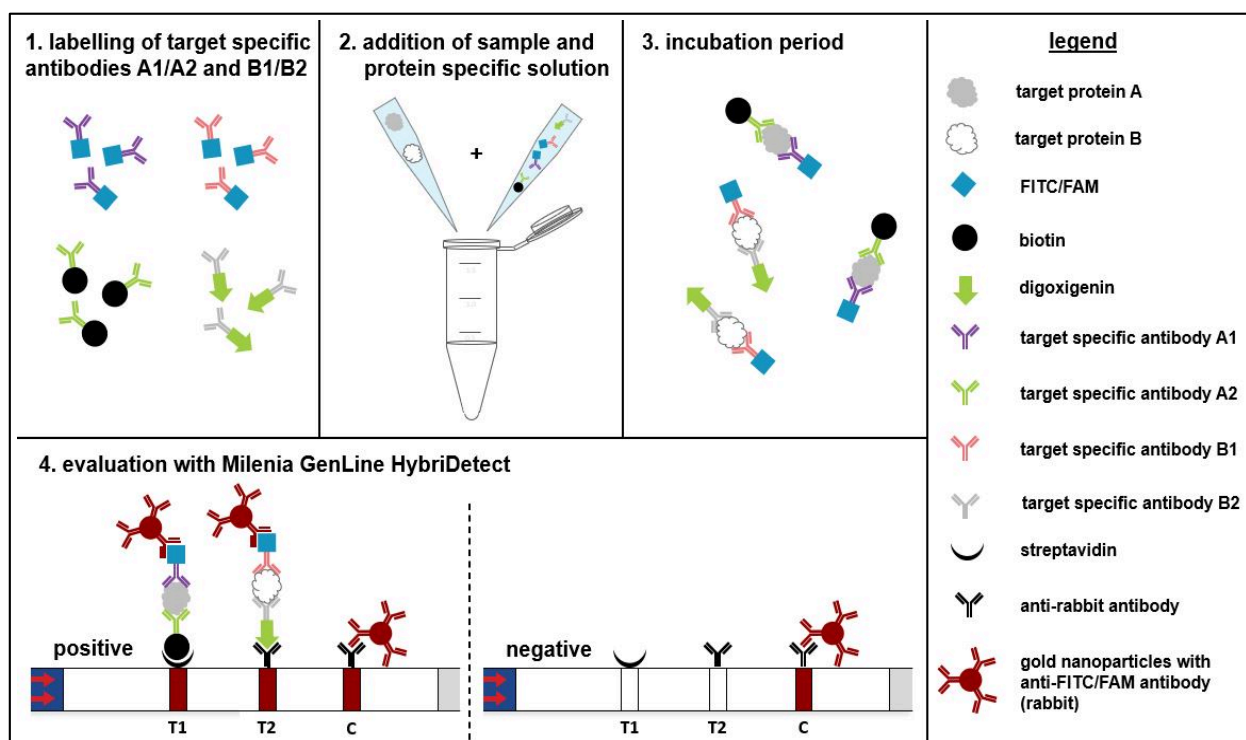 1. labelling of target specific
antibodies A1/A2 and B1/B2
2. addition of sample and
protein specific solution
+
3. incubation period
4. evaluation with Milenia GenLine HybriDetect
positive
T1
T2
C
negative
T1
T2
C
legend
target protein A
target protein B
FITC/FAM
biotin
digoxigenin
target specific antibody A1
target specific antibody A2
target specific antibody B1
target specific antibody B2
streptavidin
anti-rabbit antibody
gold nanoparticles with
anti-FITC/FAM antibody
(rabbit)